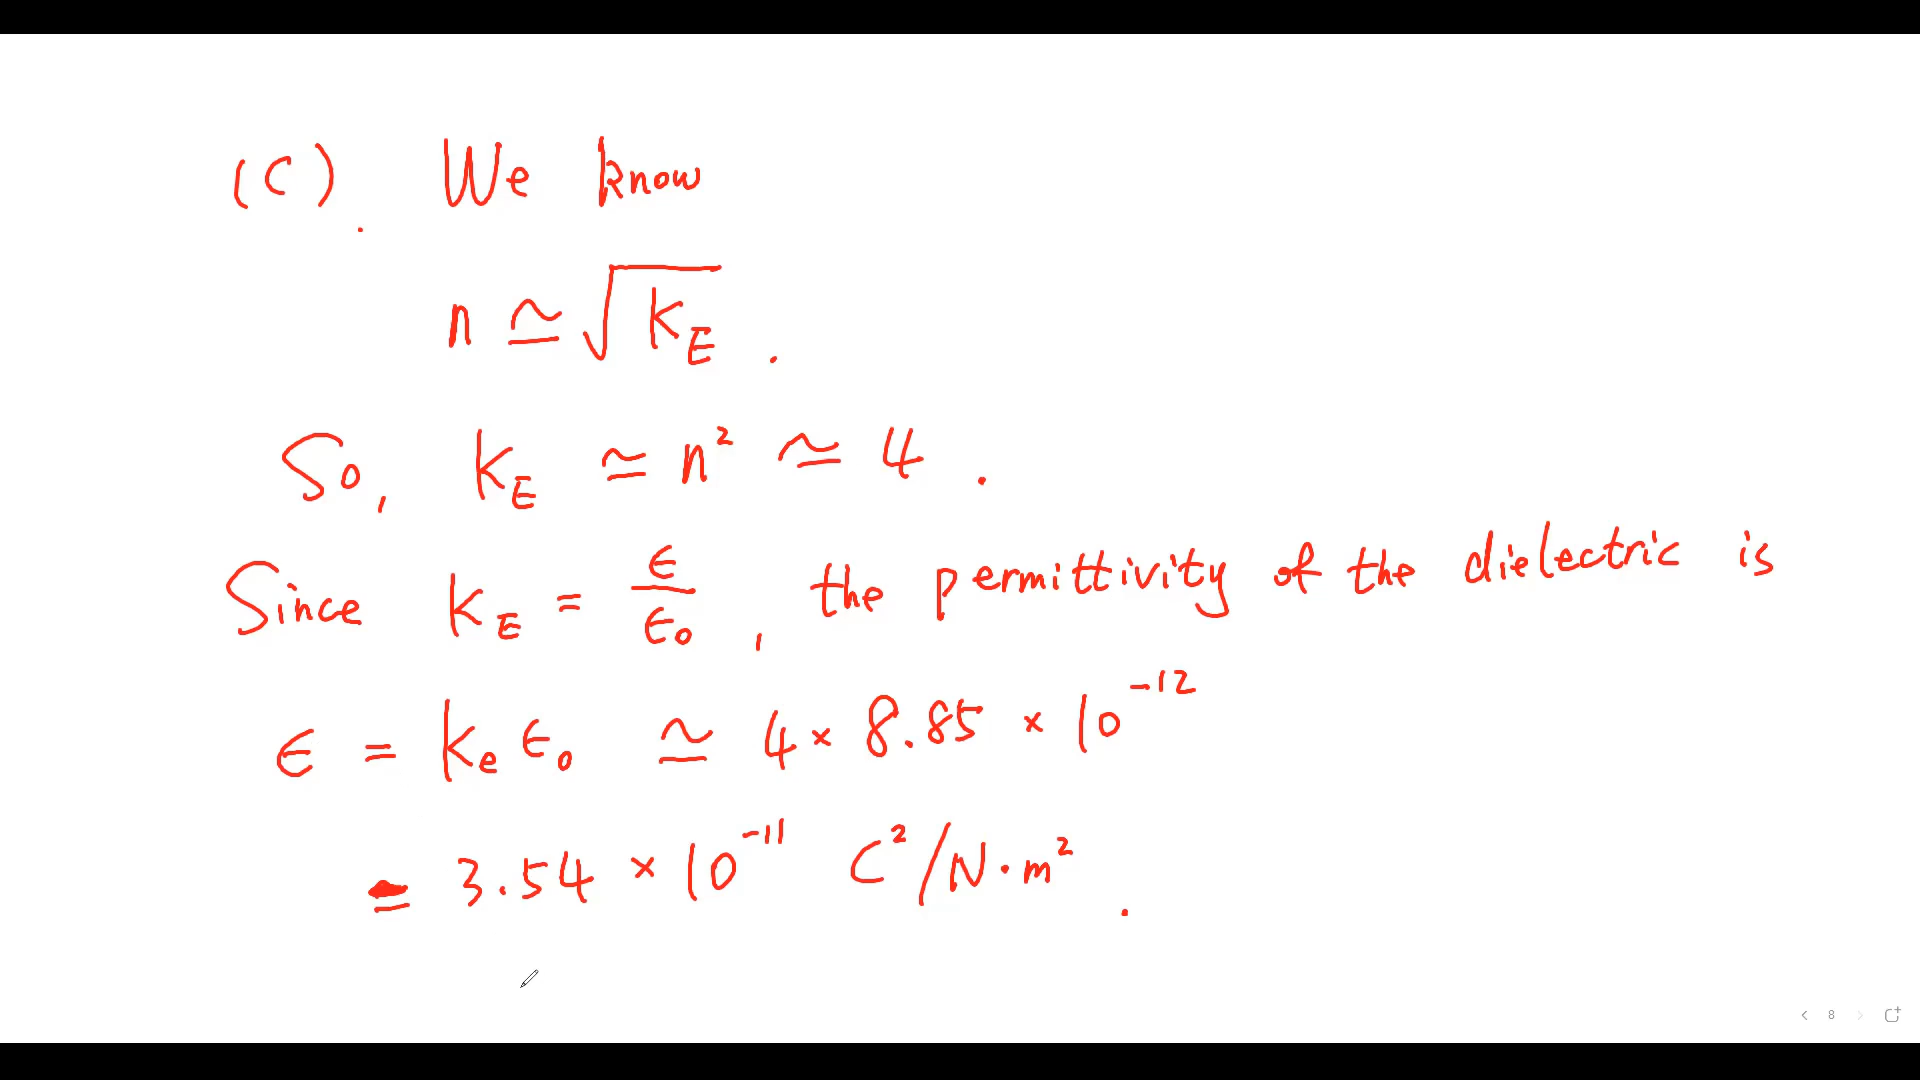 (C). We know
n ≃ √K_E .
So, K_E ≃ n² ≃ 4 .
Since K_E = ϵ/ϵ₀ , the permittivity of the dielectric is
ϵ = K_e ϵ₀ ≃ 4 × 8.85 × 10⁻¹²
≃ 3.54 × 10⁻¹¹ C²/N·m² .
8